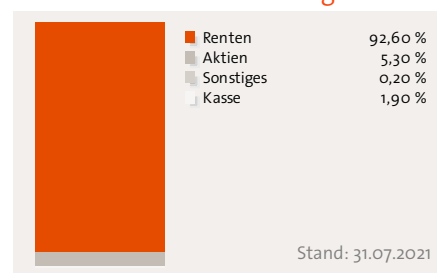 Renten 92,60 %
Aktien 5,30 %
Sonstiges 0,20 %
Kasse 1,90 %
Stand: 31.07.2021